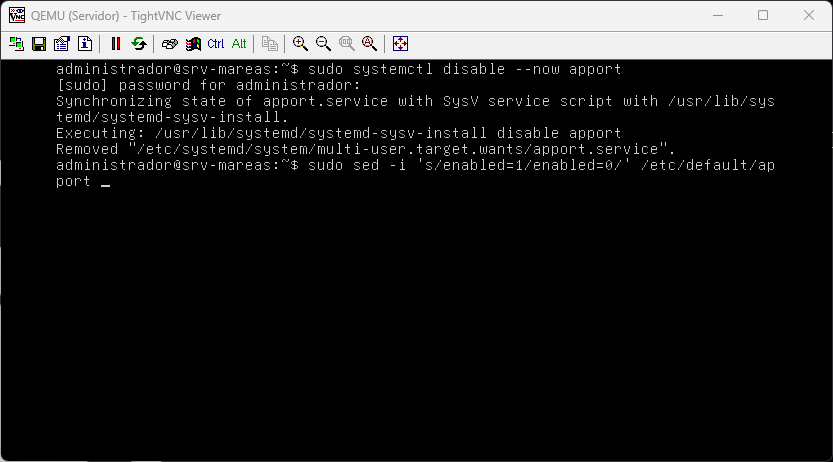 QEMU (Servidor) - TightVNC Viewer
Ctrl Alt
administrador@srv-mareas:~$ sudo systemctl disable --now apport
[sudo] password for administrador:
Synchronizing state of apport.service with SysV service script with /usr/lib/sys
temd/systemd-sysv-install.
Executing: /usr/lib/systemd/systemd-sysv-install disable apport
Removed "/etc/systemd/system/multi-user.target.wants/apport.service".
administrador@srv-mareas:~$ sudo sed -i 's/enabled=1/enabled=0/' /etc/default/ap
port _